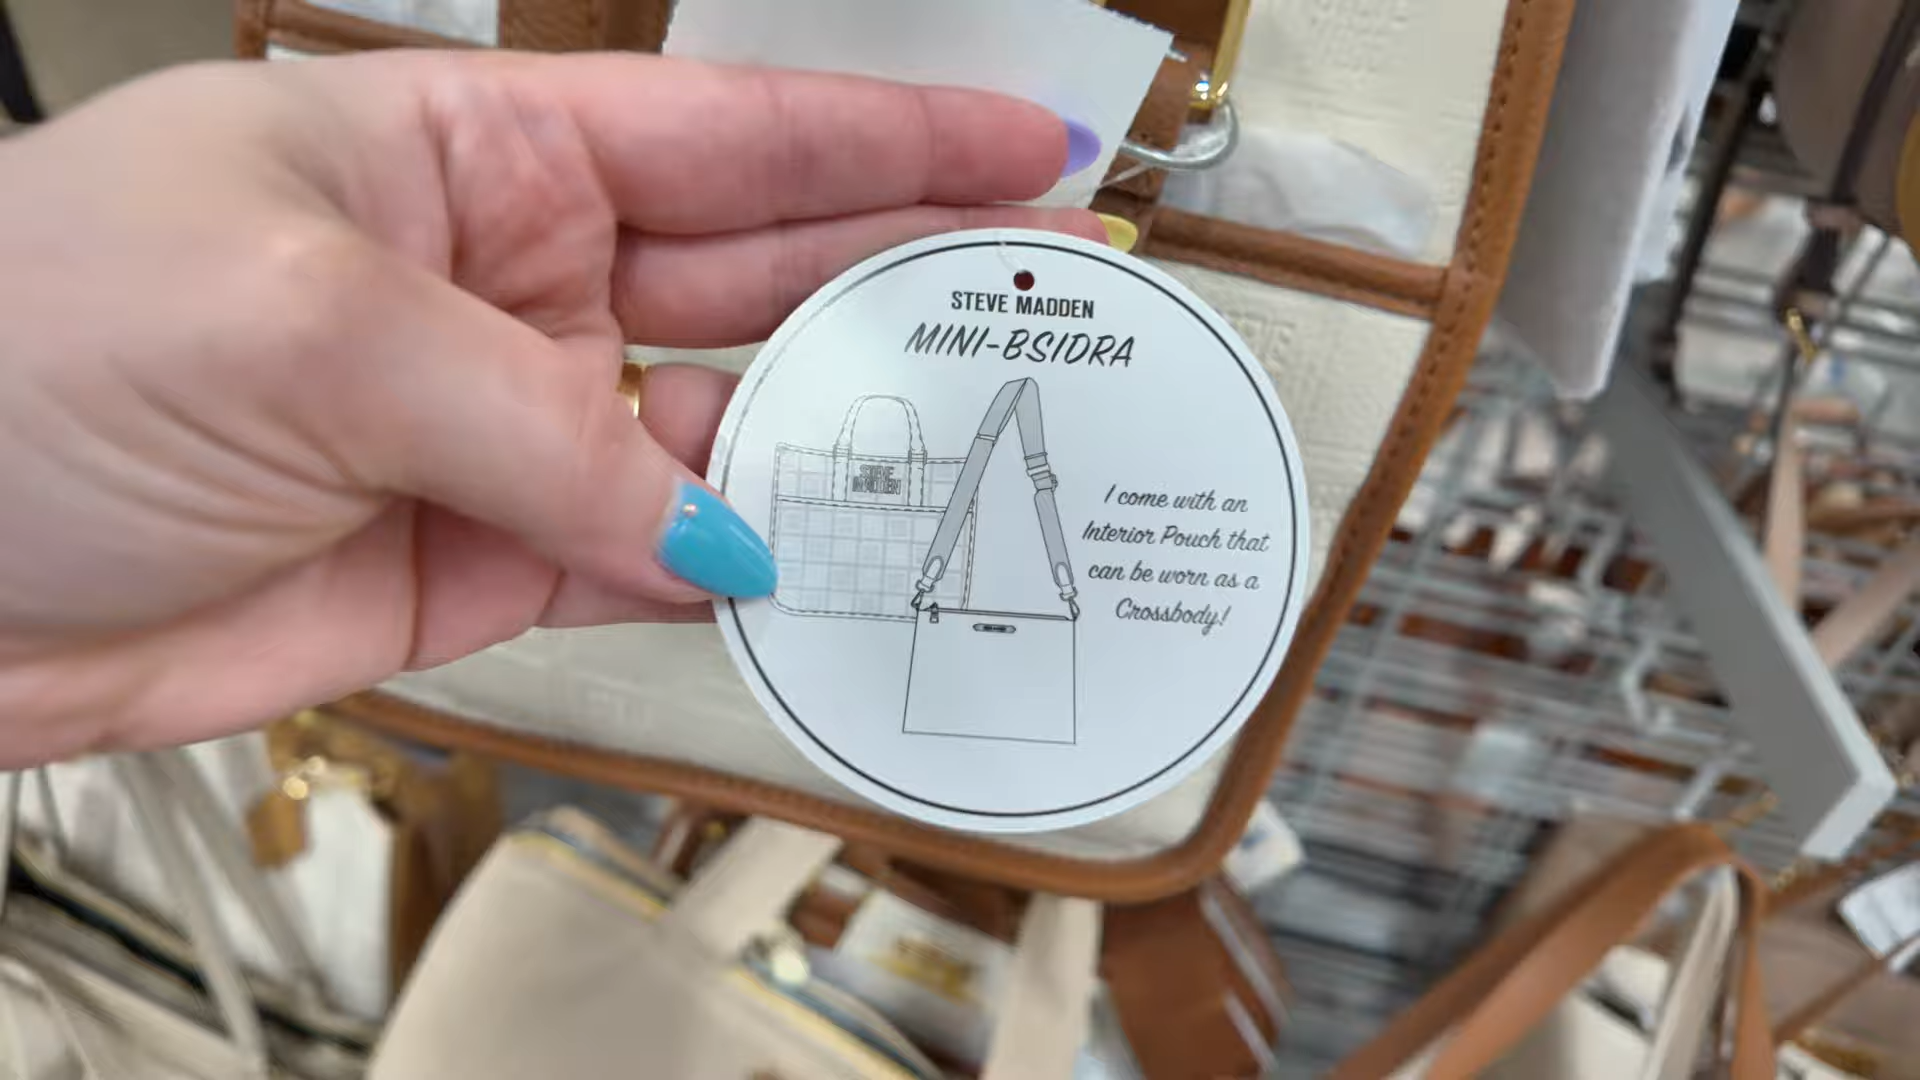 STEVE MADDEN
MINI-BSIDRA
STEVE
MADDEN
I come with an
Interior Pouch that
can be worn as a
Crossbody!